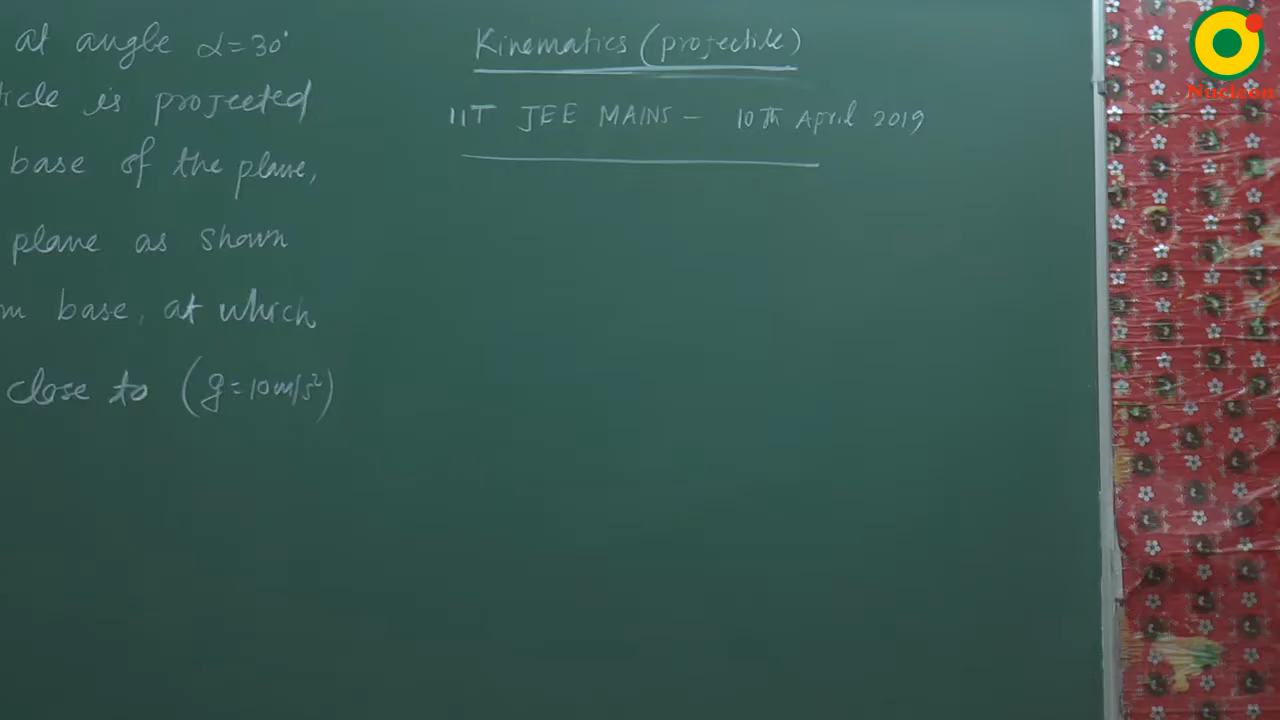 at angle α=30°
icle is projected
base of the plane,
plane as shown
m base, at which
close to (g=10m/s²)
Kinematics (projectile)
IIT JEE MAINS – 10th April 2019
Nucleon